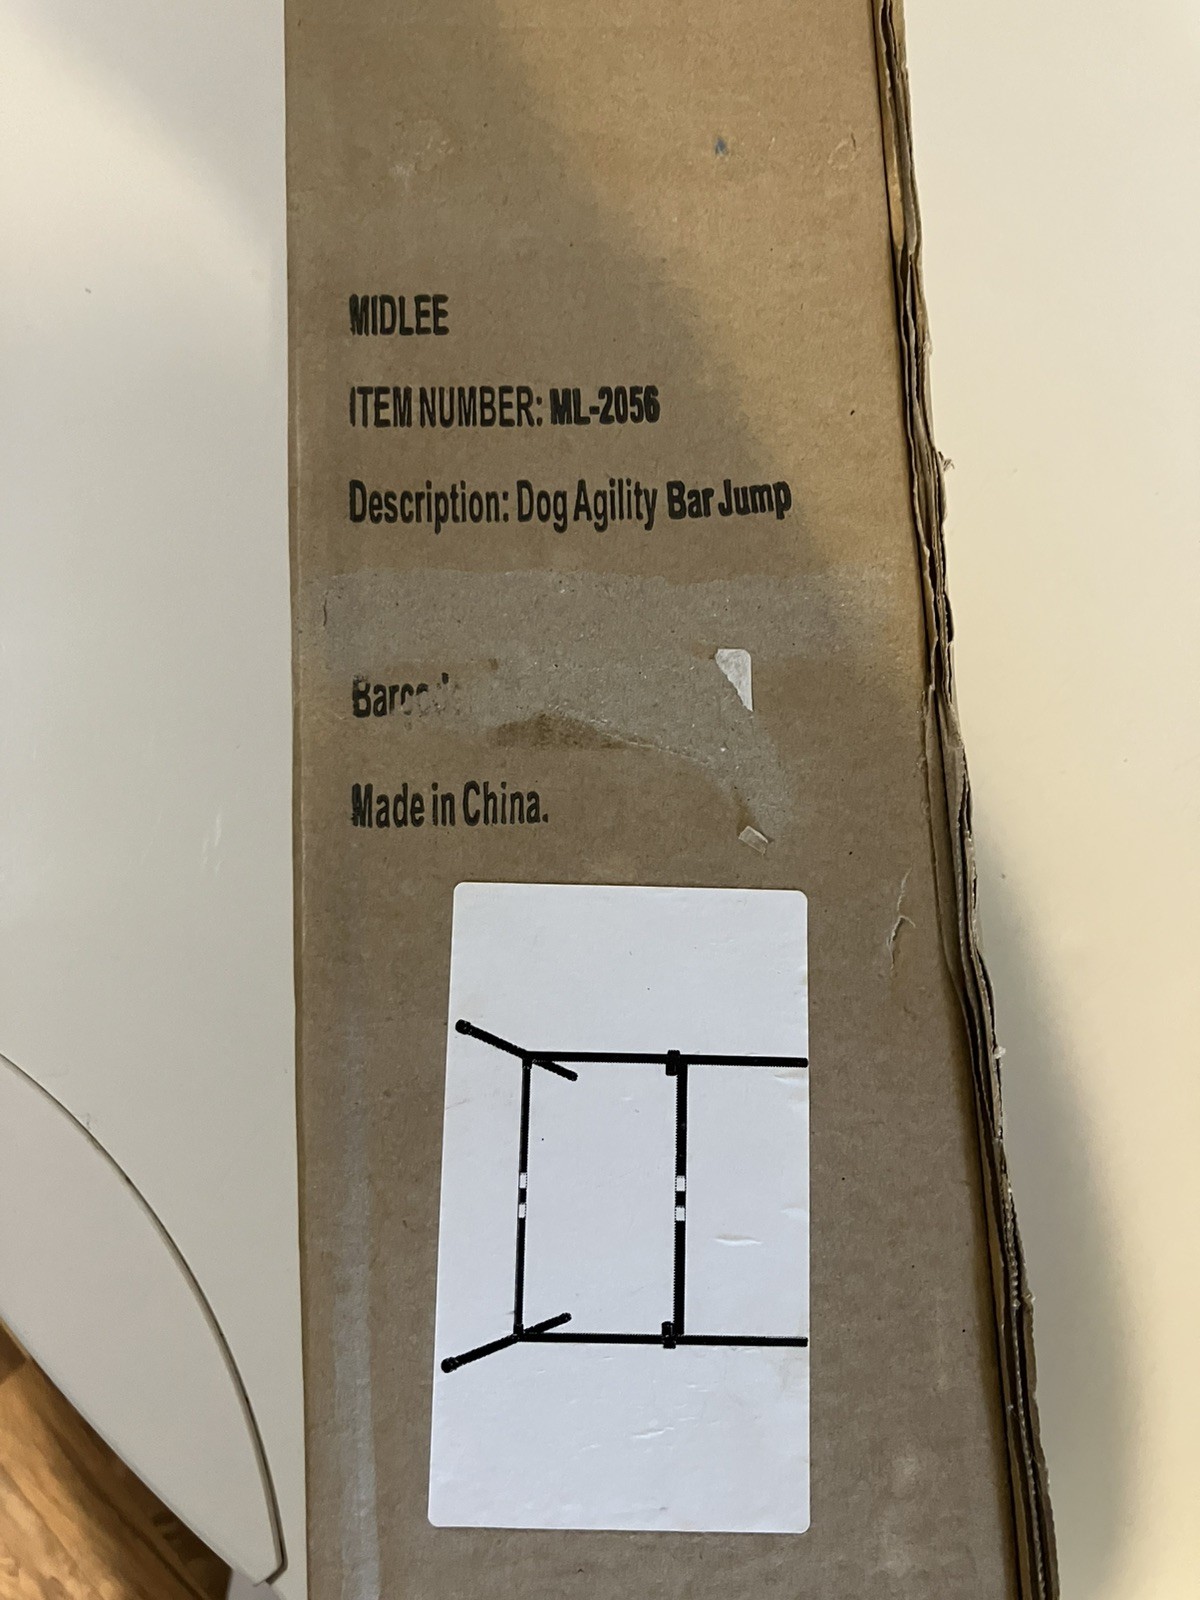 MIDLEE
ITEM NUMBER: ML-2056
Description: Dog Agility Bar Jump
Made in China.